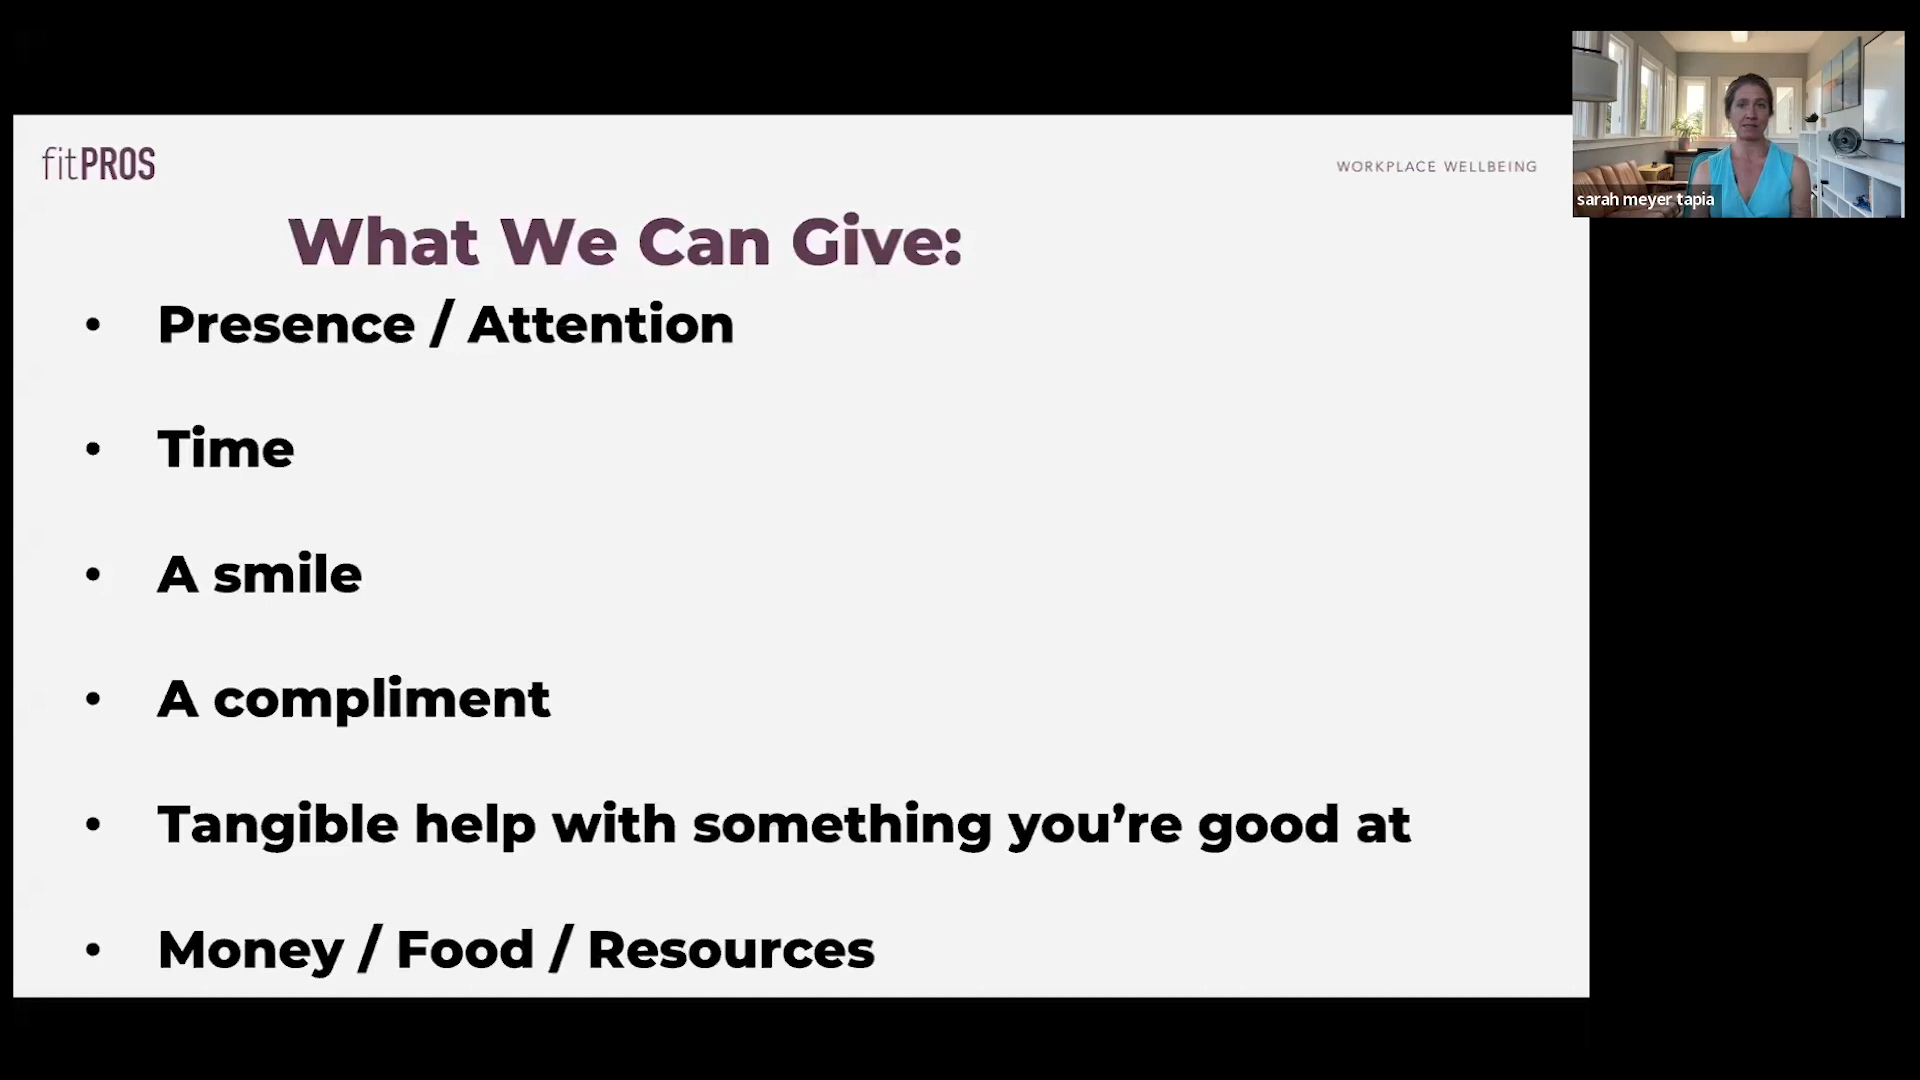 fitPROS
WORKPLACE WELLBEING
sarah meyer tapia
What We Can Give:
• Presence / Attention
• Time
• A smile
• A compliment
• Tangible help with something you’re good at
• Money / Food / Resources